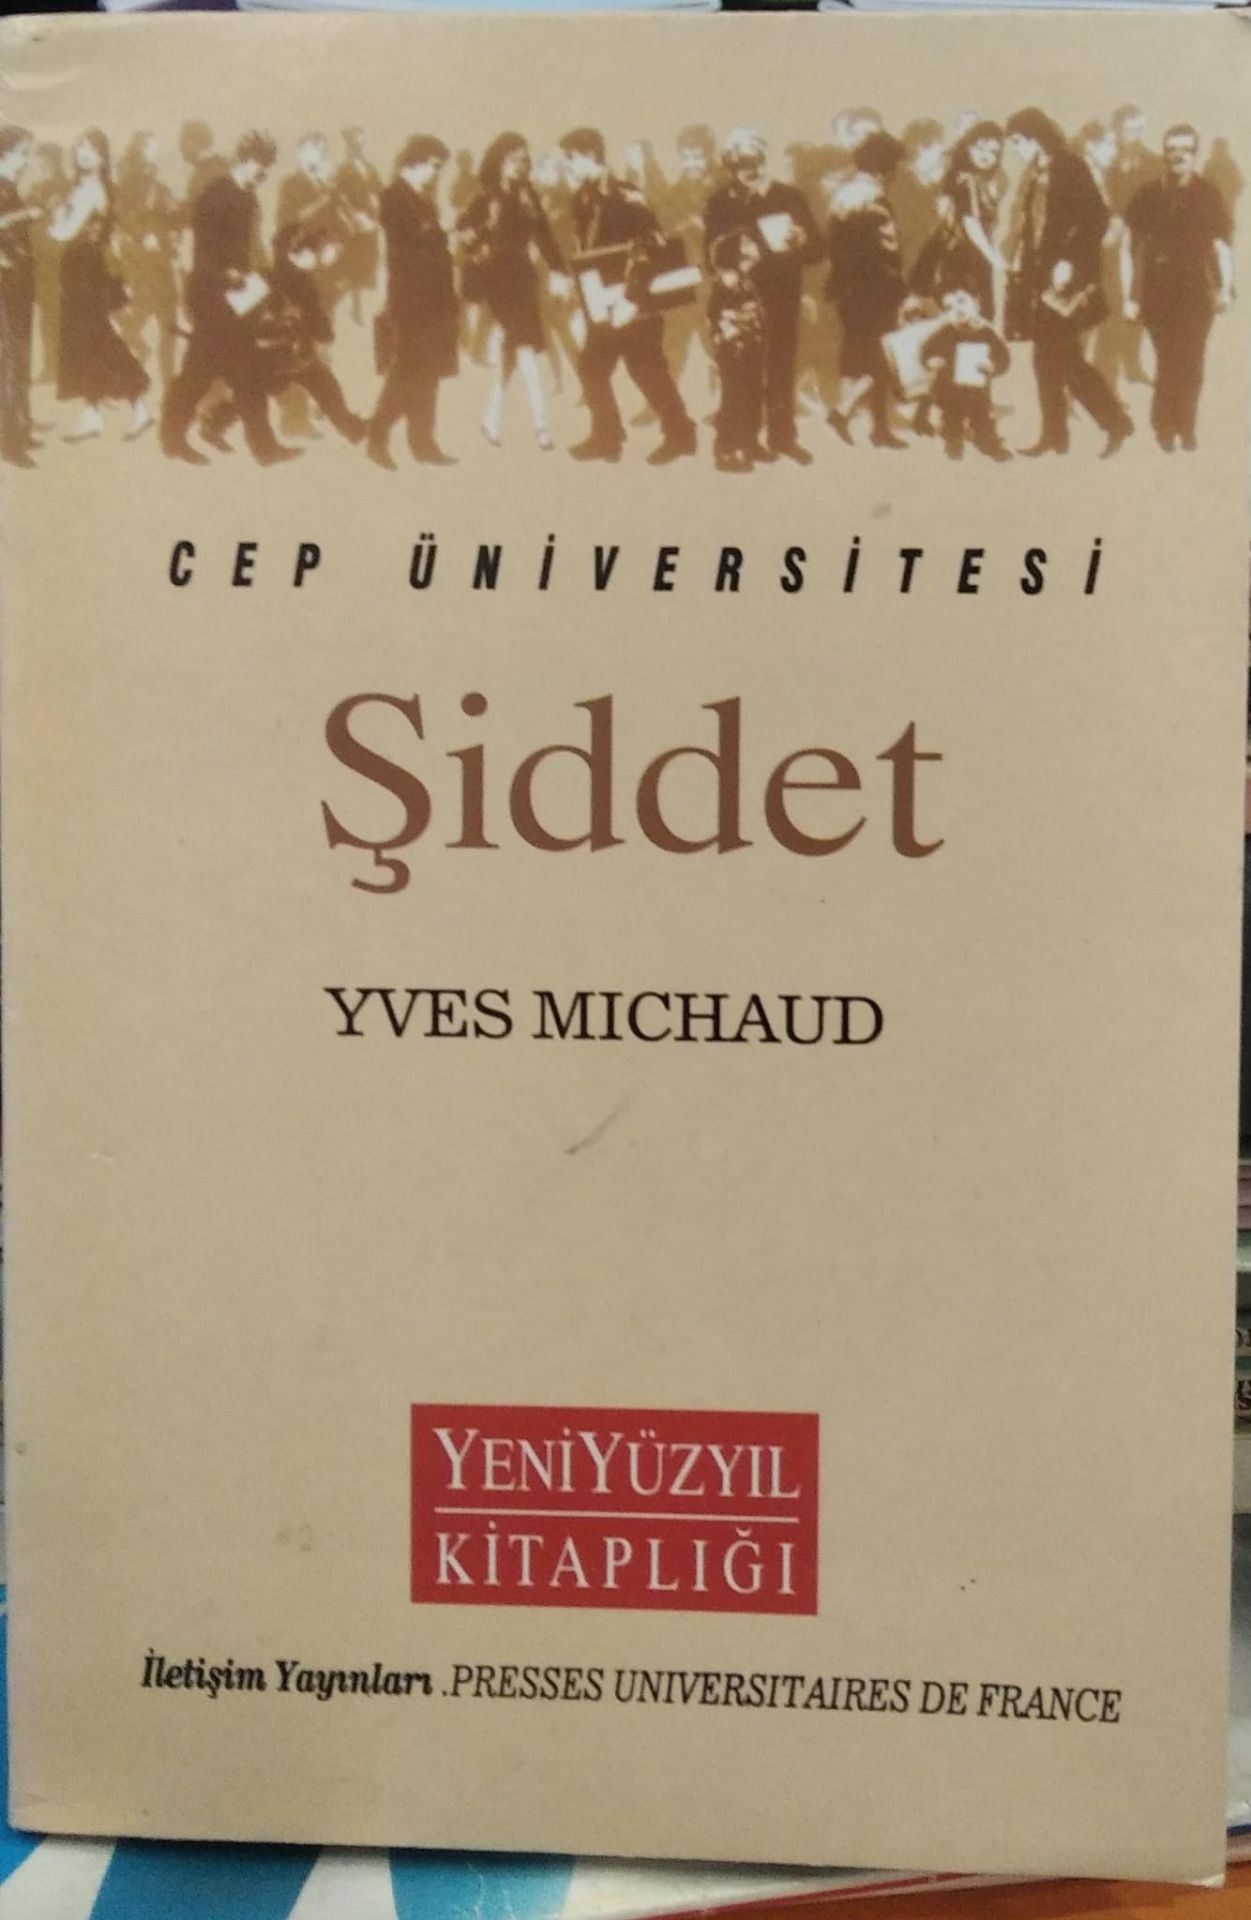 CEP ÜNİVERSİTESİ
Şiddet
YVES MICHAUD
YENİYÜZYIL
KİTAPLIĞI
İletişim Yayınları . PRESSES UNIVERSITAIRES DE FRANCE